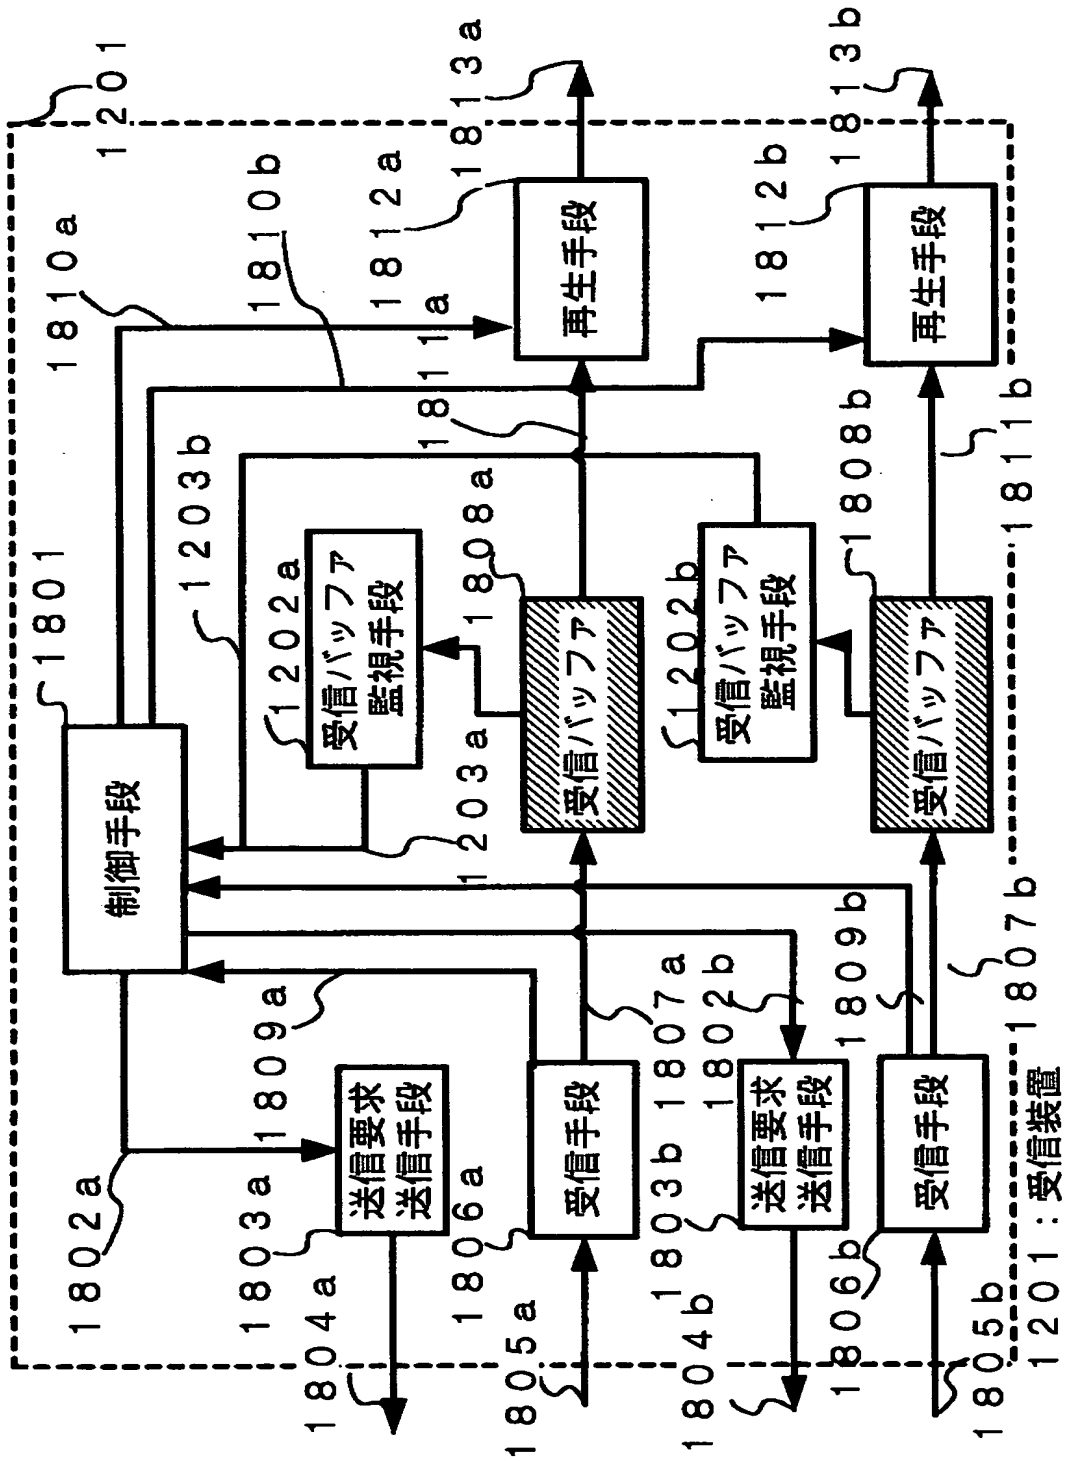 1201
1813a
1813b
1810a
1810b
1812a
再生手段
1812b
再生手段
1811a
1811b
1203b
1801
制御手段
1202a
受信バッファ
監視手段
1203a
1808a
受信バッファ
1202b
受信バッファ
監視手段
1808b
受信バッファ
1802a
1809a
1803a
送信要求
送信手段
1804a
1806a
受信手段
1807a
1805a
1802b
1803b
送信要求
送信手段
1804b
1809b
1807b
1806b
受信手段
1805b
1201:受信装置